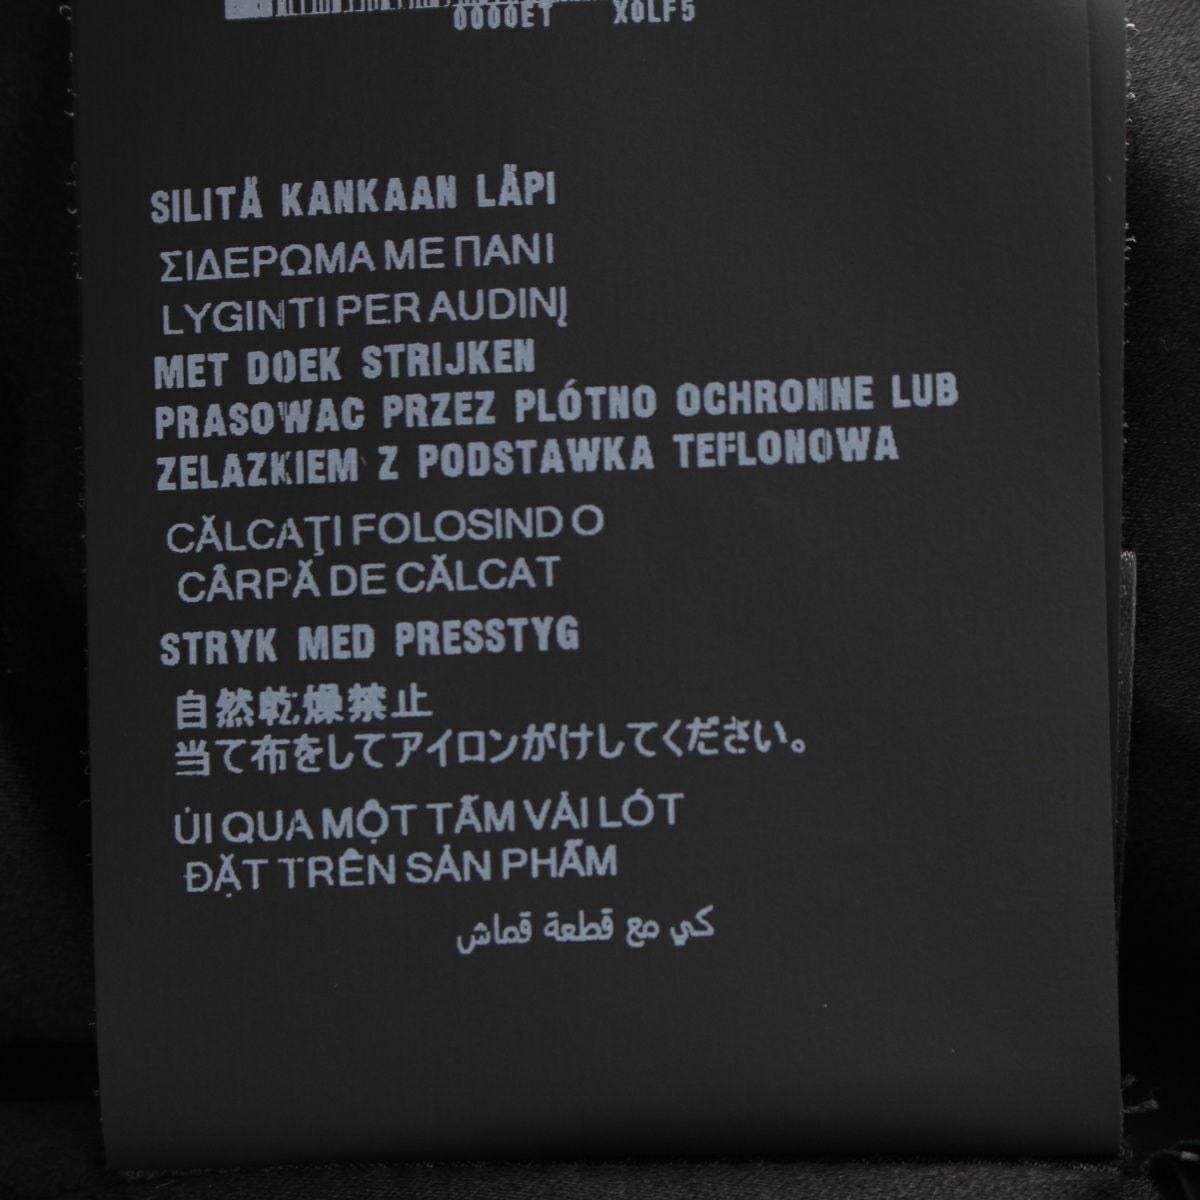 0000ET X0LF5
SILITÄ KANKAAN LÄPI
ΣΙΔΕΡΩΜΑ ΜΕ ΠΑΝΙ
LYGINTI PER AUDINĮ
MET DOEK STRIJKEN
PRASOWAC PRZEZ PLÓTNO OCHRONNE LUB
ZELAZKIEM Z PODSTAWKA TEFLONOWA
CĂLCAŢI FOLOSIND O
CÂRPĂ DE CĂLCAT
STRYK MED PRESSTYG
自然乾燥禁止
当て布をしてアイロンがけしてください。
ỦI QUA MỘT TẤM VẢI LÓT
ĐẶT TRÊN SẢN PHẨM
كي مع قطعة قماش